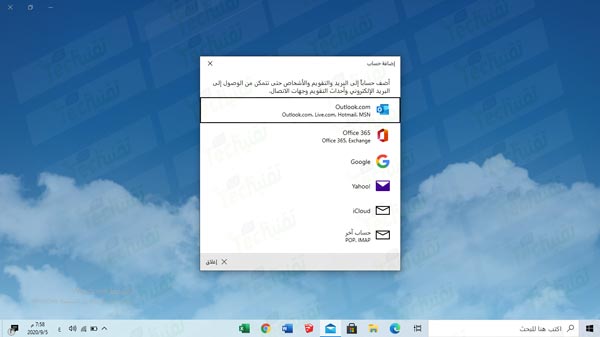 إضافة حساب
أضف حساباً إلى البريد والتقويم والأشخاص حتى تتمكن من الوصول إلى
البريد الإلكتروني وأحداث التقويم وجهات الاتصال.
Outlook.com
Outlook.com، Live.com، Hotmail، MSN
Office 365
Office 365، Exchange
Google
Yahoo!
iCloud
حساب آخر
POP، IMAP
إغلاق
اكتب هنا للبحث
ع
7:58 م
2020/9/5
تقنيتك
Techuniq